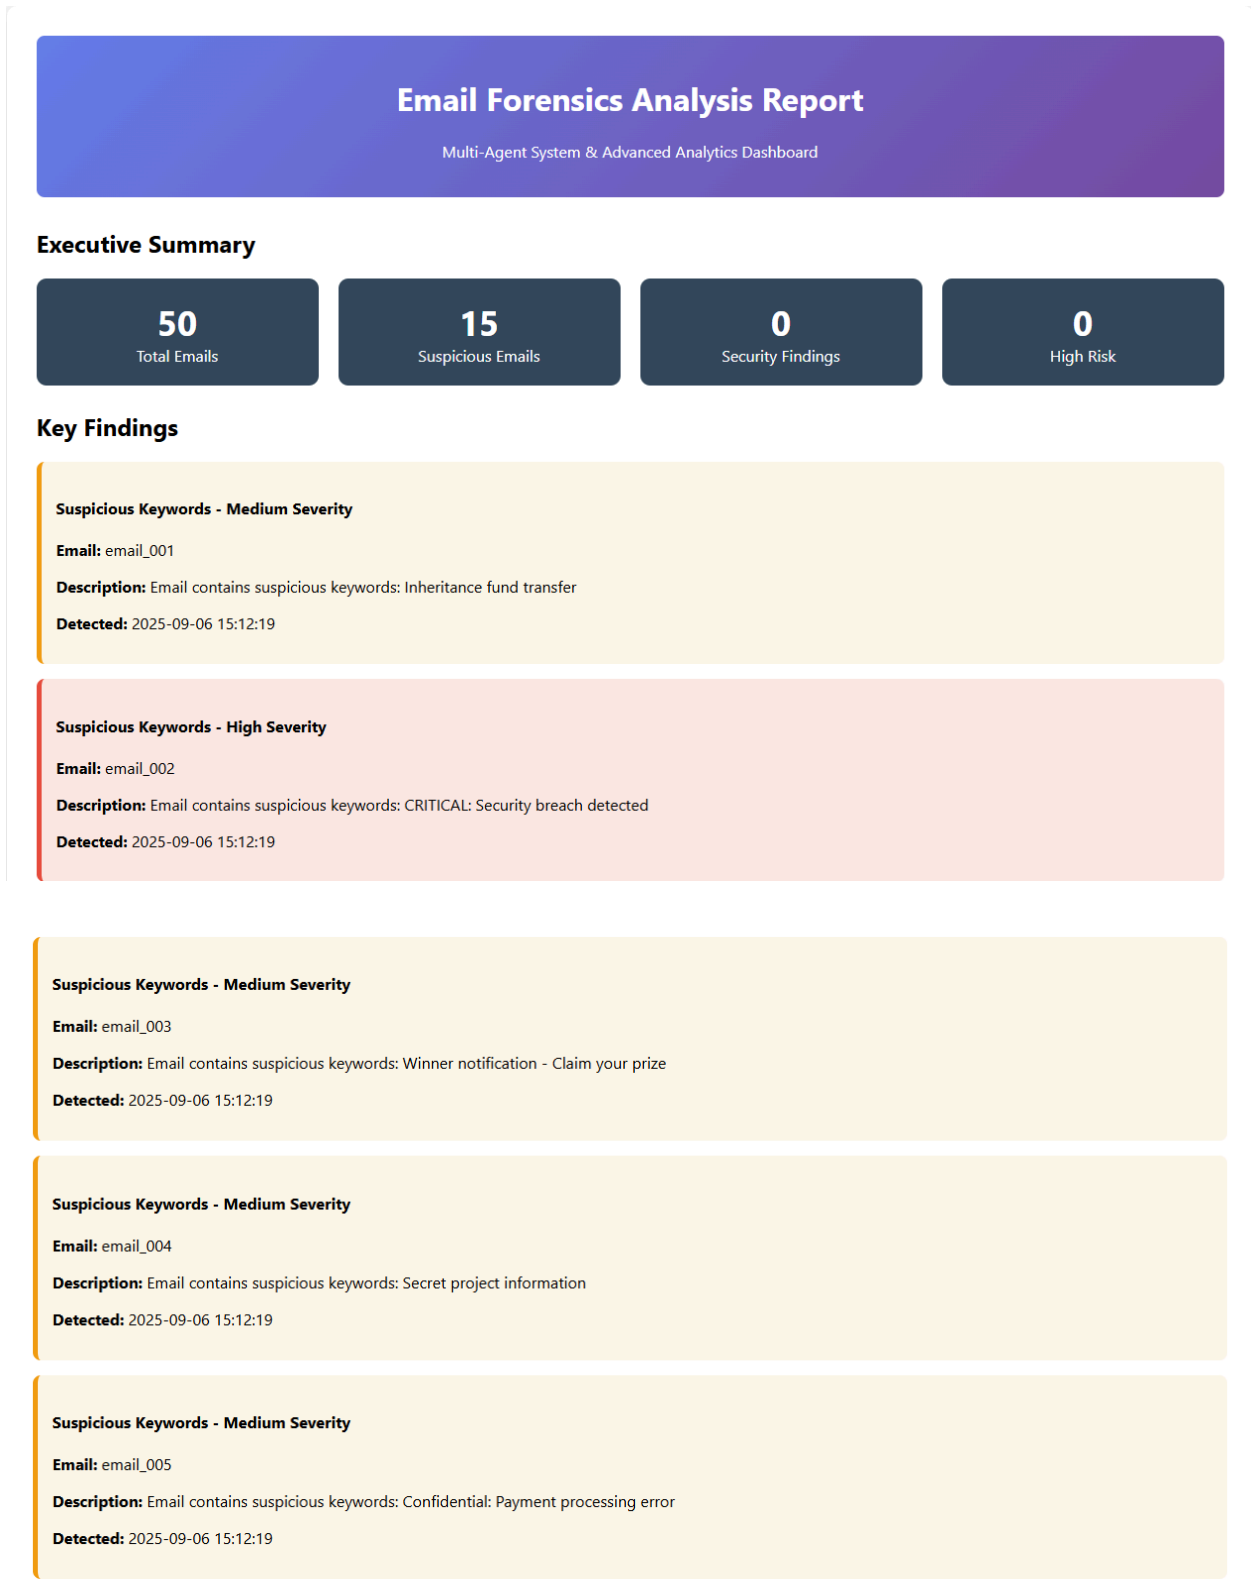 Email Forensics Analysis Report
Multi-Agent System & Advanced Analytics Dashboard
Executive Summary
50
Total Emails
15
Suspicious Emails
0
Security Findings
0
High Risk
Key Findings
Suspicious Keywords - Medium Severity
Email: email_001
Description: Email contains suspicious keywords: Inheritance fund transfer
Detected: 2025-09-06 15:12:19
Suspicious Keywords - High Severity
Email: email_002
Description: Email contains suspicious keywords: CRITICAL: Security breach detected
Detected: 2025-09-06 15:12:19
Suspicious Keywords - Medium Severity
Email: email_003
Description: Email contains suspicious keywords: Winner notification - Claim your prize
Detected: 2025-09-06 15:12:19
Suspicious Keywords - Medium Severity
Email: email_004
Description: Email contains suspicious keywords: Secret project information
Detected: 2025-09-06 15:12:19
Suspicious Keywords - Medium Severity
Email: email_005
Description: Email contains suspicious keywords: Confidential: Payment processing error
Detected: 2025-09-06 15:12:19